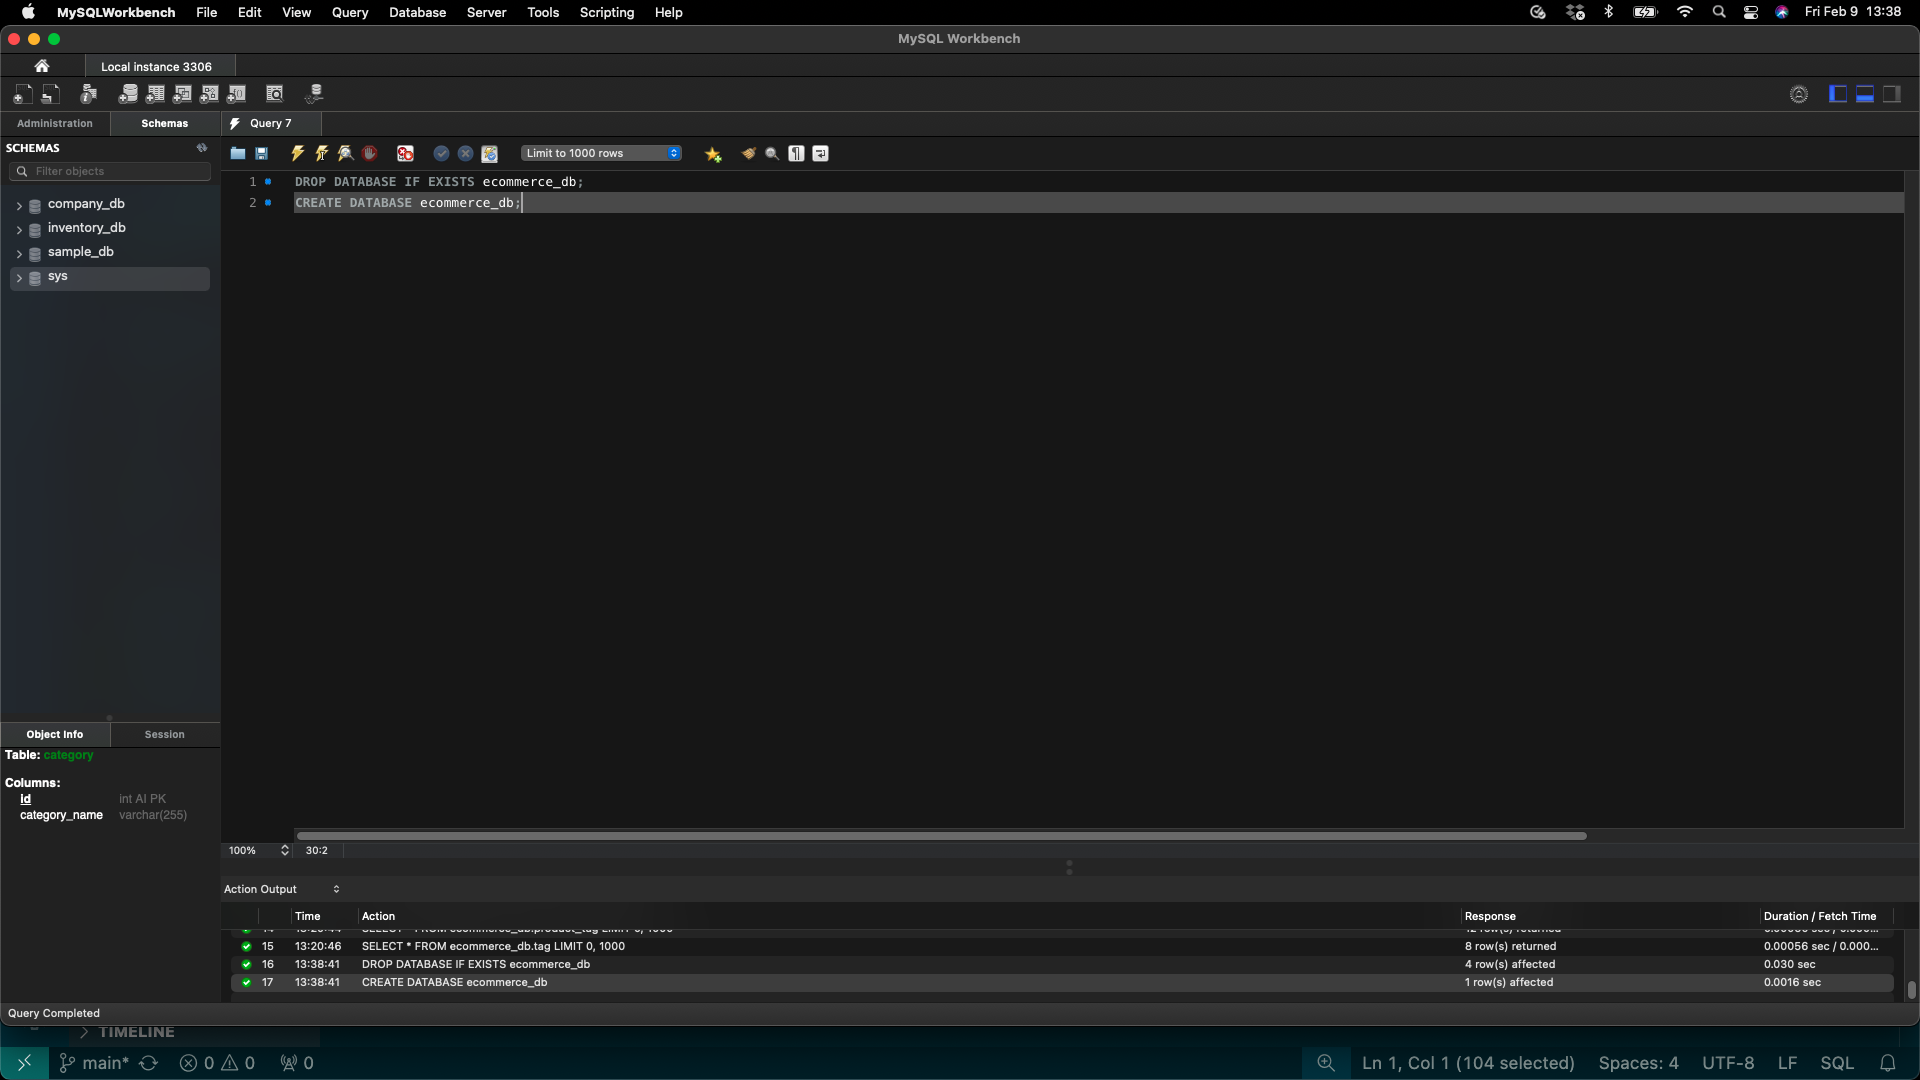 MySQLWorkbench File Edit View Query Database Server Tools Scripting Help Fri Feb 9 13:38
MySQL Workbench
Local instance 3306
Administration Schemas Query 7
SCHEMAS
Filter objects
Limit to 1000 rows
company_db
inventory_db
sample_db
sys
1 DROP DATABASE IF EXISTS ecommerce_db;
2 CREATE DATABASE ecommerce_db;
Object Info Session
Table: category
Columns:
id int AI PK
category_name varchar(255)
100% 30:2
Action Output
Time Action Response Duration / Fetch Time
15 13:20:46 SELECT * FROM ecommerce_db.tag LIMIT 0, 1000 8 row(s) returned 0.00056 sec / 0.000...
16 13:38:41 DROP DATABASE IF EXISTS ecommerce_db 4 row(s) affected 0.030 sec
17 13:38:41 CREATE DATABASE ecommerce_db 1 row(s) affected 0.0016 sec
Query Completed
TIMELINE
main* 0 0 0 Ln 1, Col 1 (104 selected) Spaces: 4 UTF-8 LF SQL